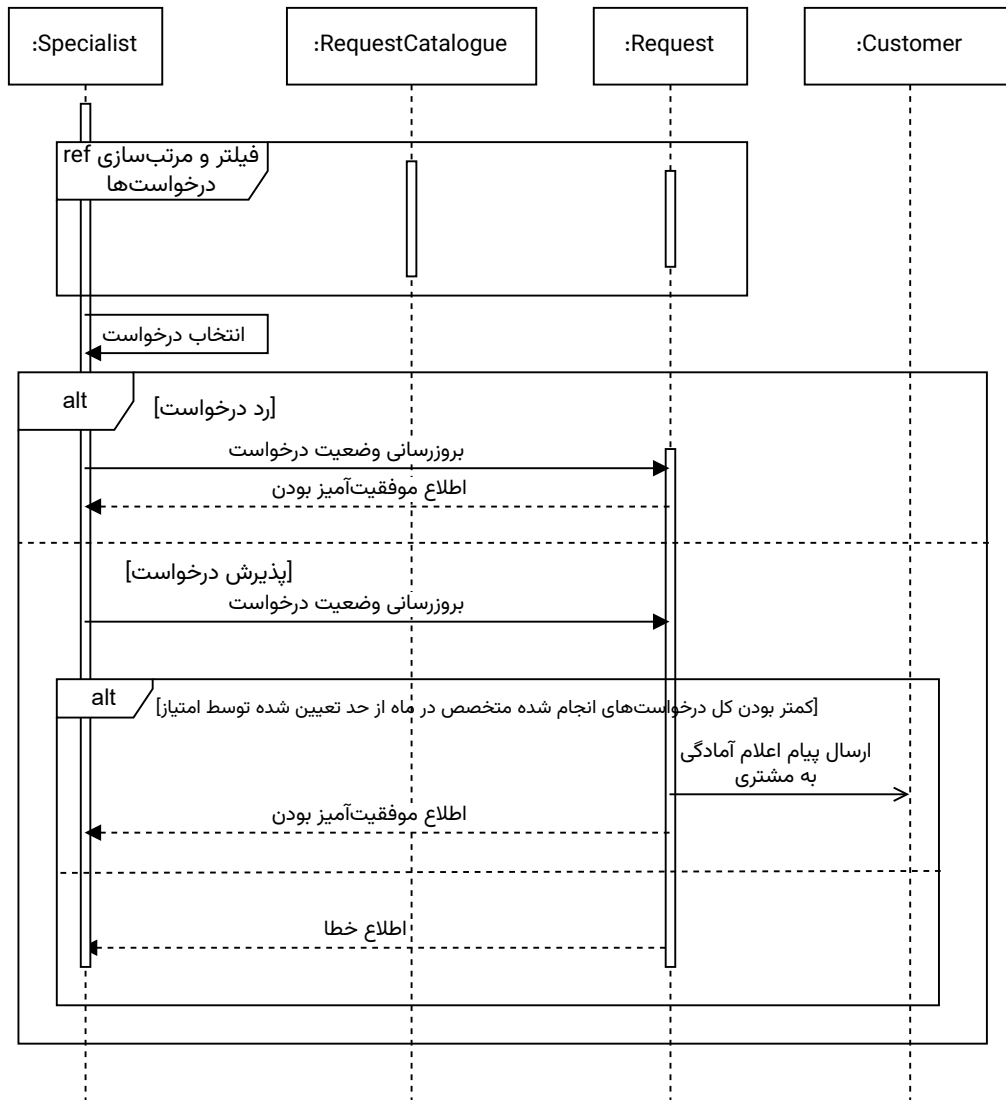 :Specialist
:RequestCatalogue
:Request
:Customer
ref فیلتر و مرتب‌سازی
درخواست‌ها
انتخاب درخواست
alt
[رد درخواست]
بروزرسانی وضعیت درخواست
اطلاع موفقیت‌آمیز بودن
[پذیرش درخواست]
بروزرسانی وضعیت درخواست
alt
[کمتر بودن کل درخواست‌های انجام شده متخصص در ماه از حد تعیین شده توسط امتیاز]
ارسال پیام اعلام آمادگی
به مشتری
اطلاع موفقیت‌آمیز بودن
اطلاع خطا